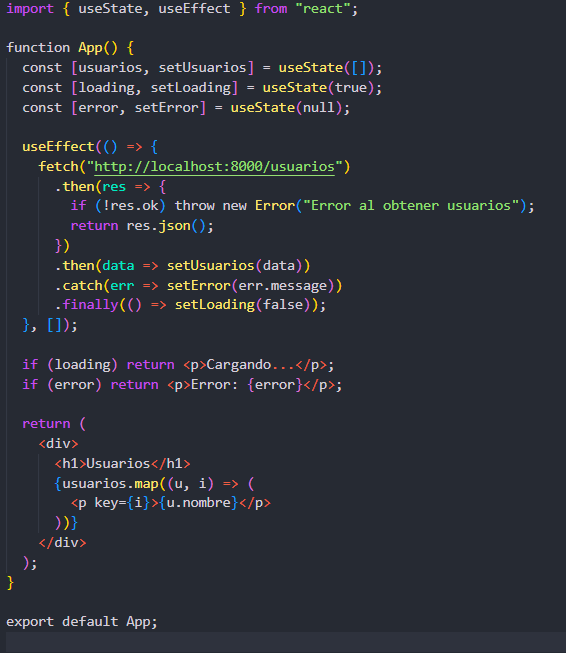 import { useState, useEffect } from "react";
function App() {
const [usuarios, setUsuarios] = useState([]);
const [loading, setLoading] = useState(true);
const [error, setError] = useState(null);
useEffect(() => {
fetch("http://localhost:8000/usuarios")
.then(res => {
if (!res.ok) throw new Error("Error al obtener usuarios");
return res.json();
})
.then(data => setUsuarios(data))
.catch(err => setError(err.message))
.finally(() => setLoading(false));
}, []);
if (loading) return <p>Cargando...</p>;
if (error) return <p>Error: {error}</p>;
return (
<div>
<h1>Usuarios</h1>
{usuarios.map((u, i) => (
<p key={i}>{u.nombre}</p>
))}
</div>
);
}
export default App;